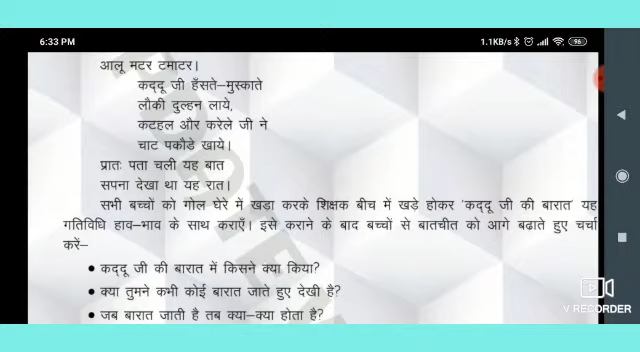 6:33 PM 1.1KB/s 96
आलू मटर टमाटर।
कद्दू जी हँसते–मुस्काते
लौकी दुल्हन लाये,
कटहल और करेले जी ने
चाट पकौडे खाये।
प्रातः पता चली यह बात
सपना देखा था यह रात।
सभी बच्चों को गोल घेरे में खडा करके शिक्षक बीच में खड़े होकर 'कद्दू जी की बारात' यह
गतिविधि हाव–भाव के साथ कराएँ। इसे कराने के बाद बच्चों से बातचीत को आगे बढाते हुए चर्चा
करें–
• कद्दू जी की बारात में किसने क्या किया?
• क्या तुमने कभी कोई बारात जाते हुए देखी है?
• जब बारात जाती है तब क्या–क्या होता है?
V RECORDER